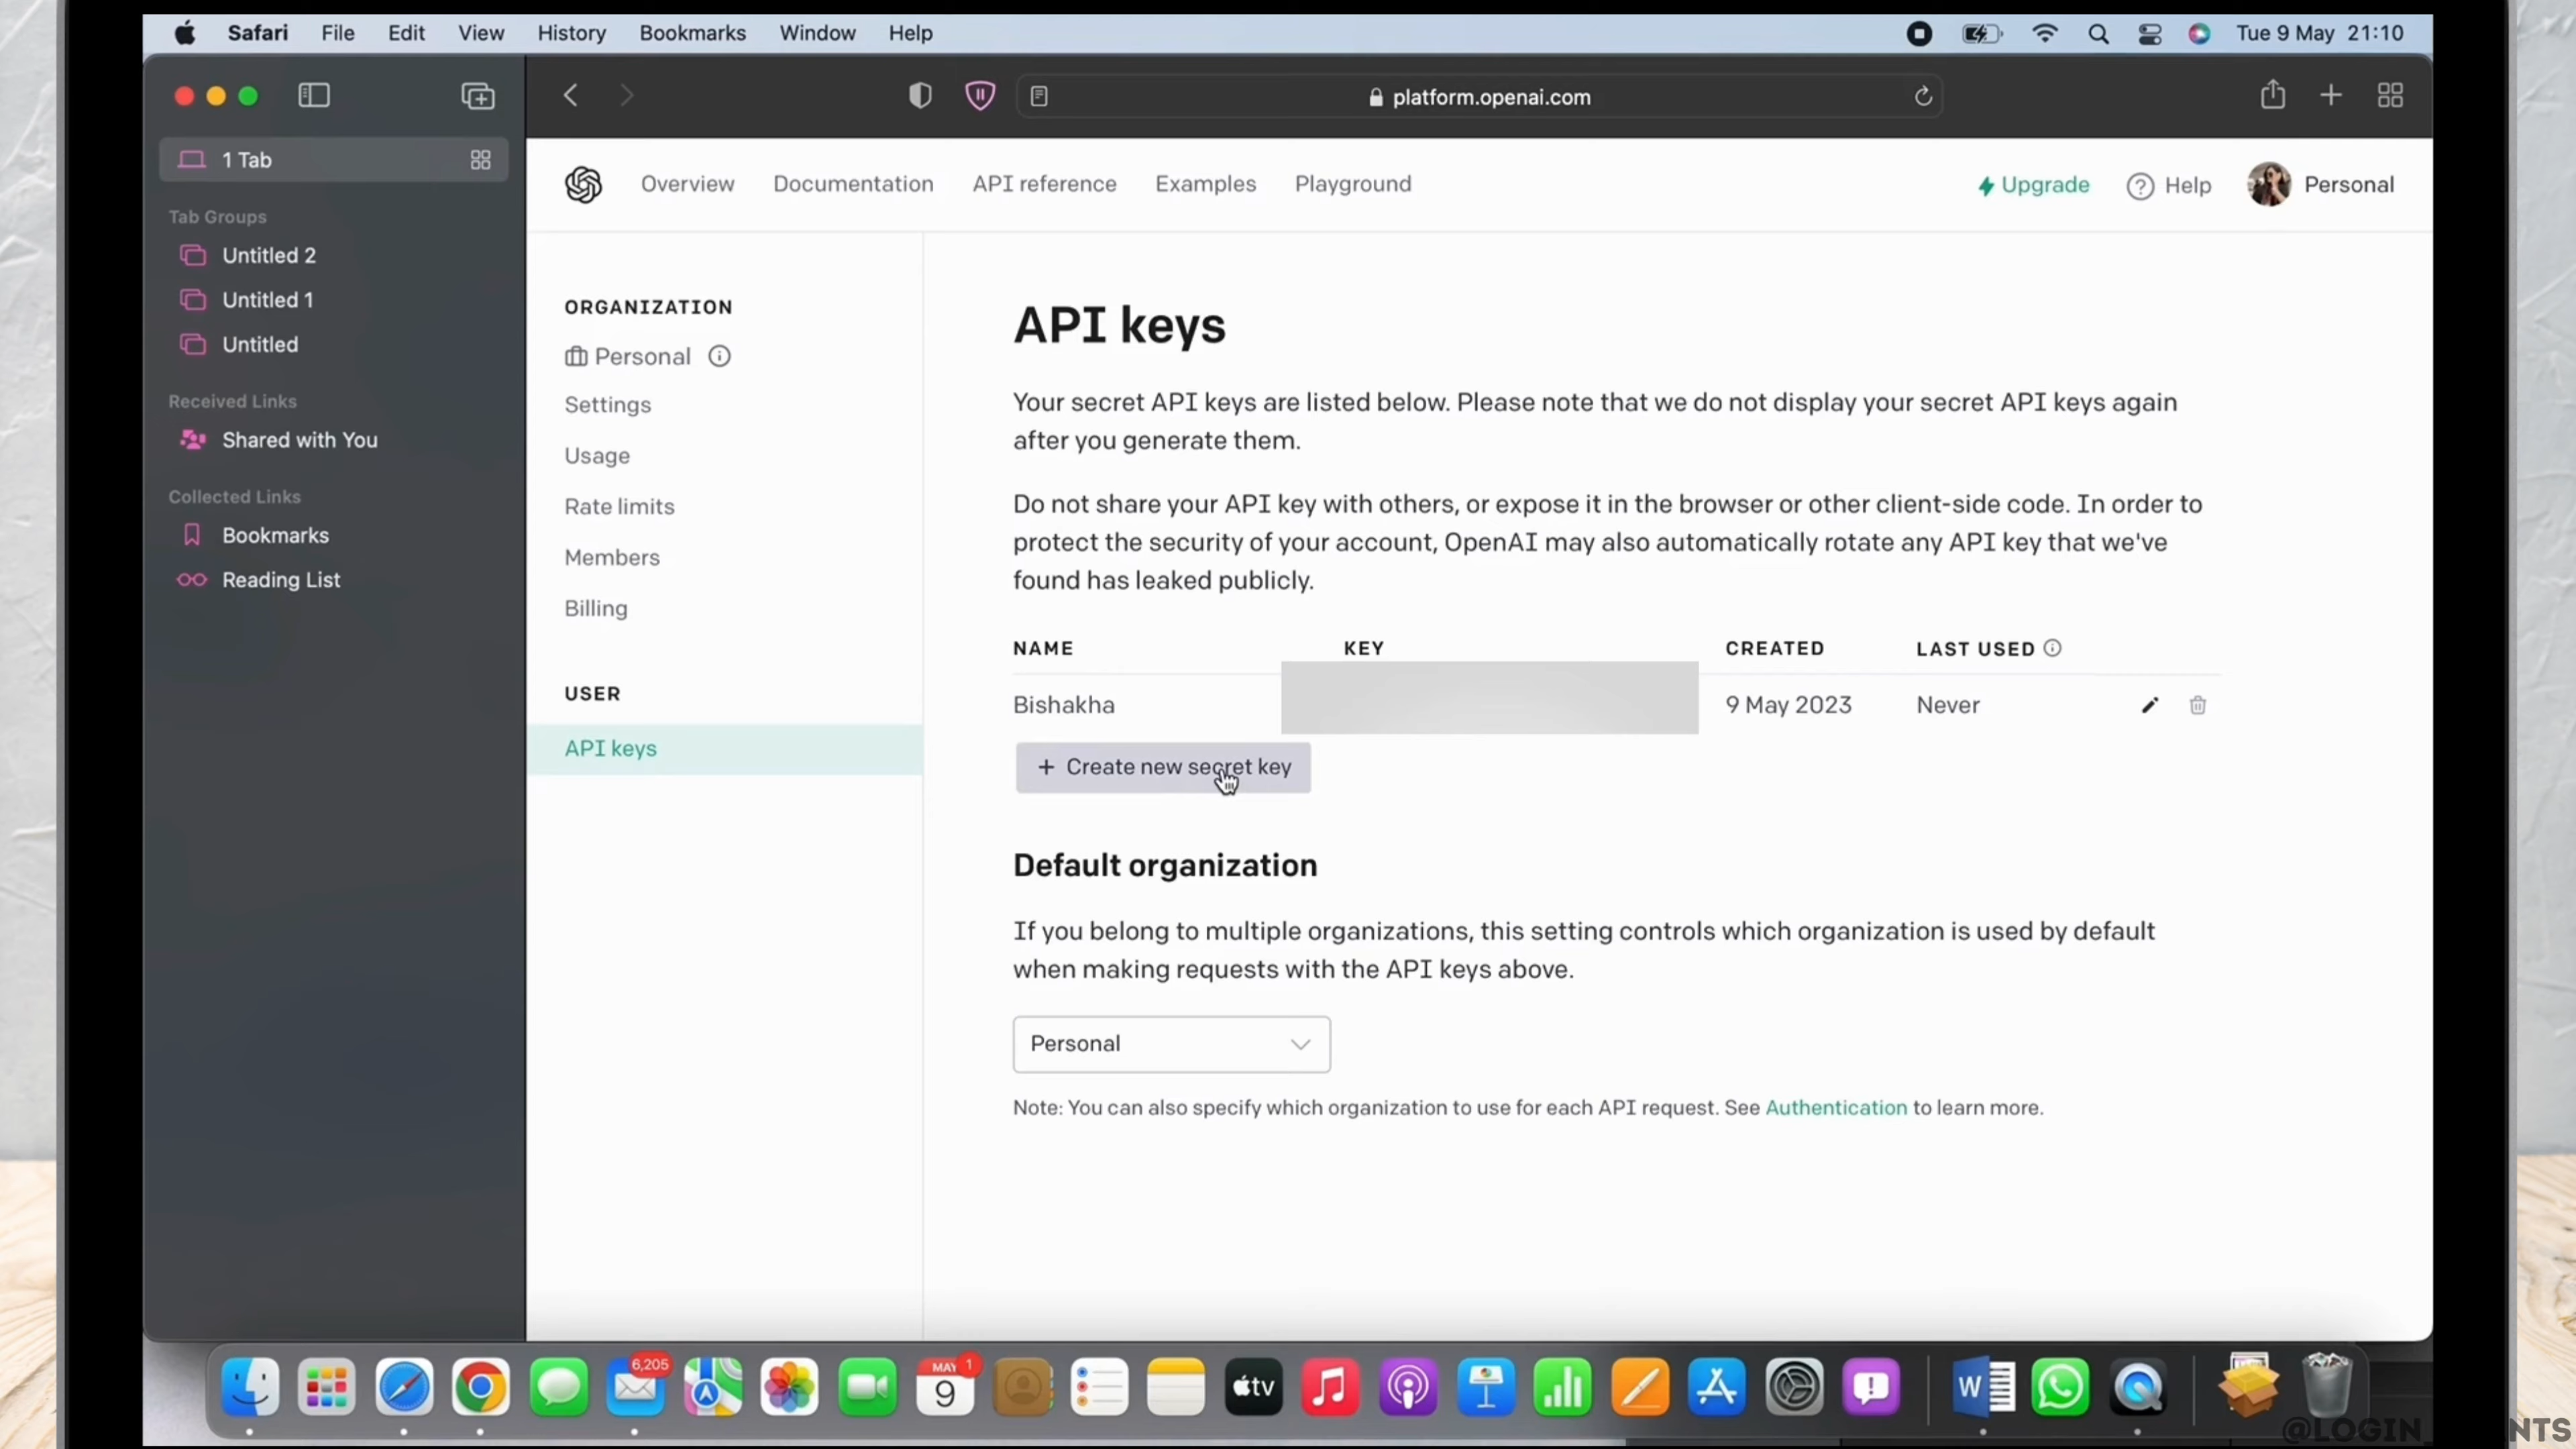 Safari File Edit View History Bookmarks Window Help Tue 9 May 21:10
platform.openai.com
1 Tab
Tab Groups
Untitled 2
Untitled 1
Untitled
Received Links
Shared with You
Collected Links
Bookmarks
Reading List
Overview Documentation API reference Examples Playground Upgrade Help Personal
ORGANIZATION
Personal
Settings
Usage
Rate limits
Members
Billing
USER
API keys
API keys
Your secret API keys are listed below. Please note that we do not display your secret API keys again
after you generate them.
Do not share your API key with others, or expose it in the browser or other client-side code. In order to
protect the security of your account, OpenAI may also automatically rotate any API key that we've
found has leaked publicly.
NAME KEY CREATED LAST USED
Bishakha 9 May 2023 Never
+ Create new secret key
Default organization
If you belong to multiple organizations, this setting controls which organization is used by default
when making requests with the API keys above.
Personal
Note: You can also specify which organization to use for each API request. See Authentication to learn more.
6,205
MAY 1
9
tv
W
@LOGIN NTS